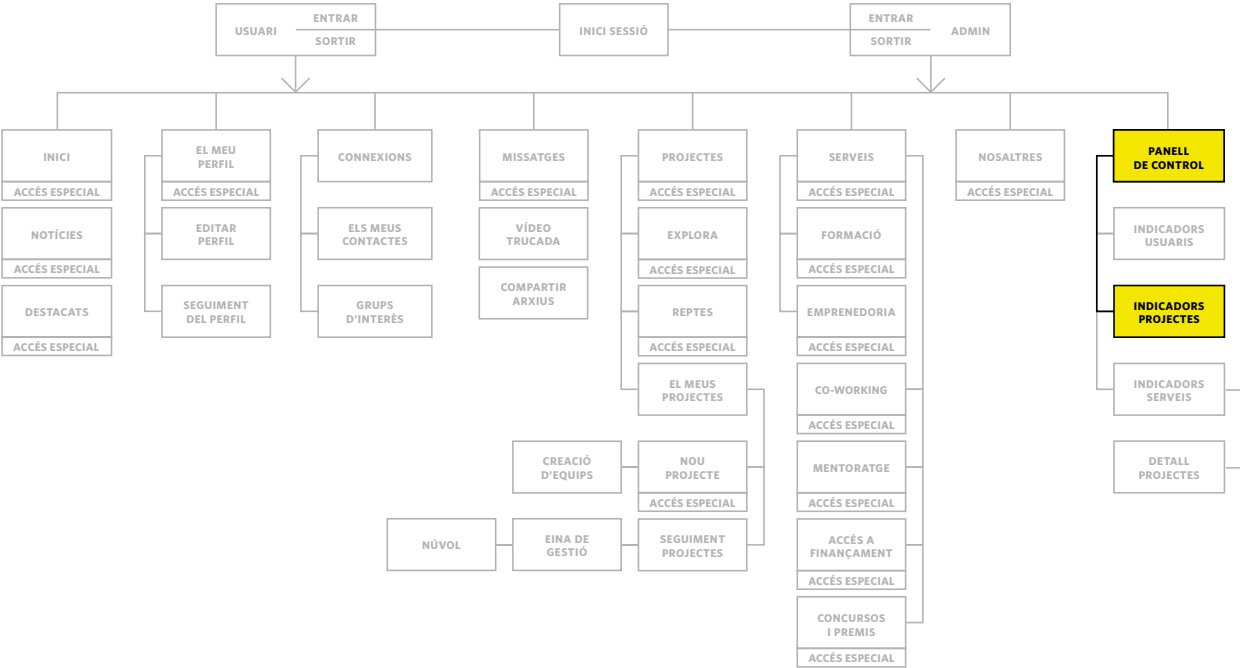 USUARI
ENTRAR
SORTIR
INICI SESSIÓ
ENTRAR
SORTIR
ADMIN
INICI
ACCÉS ESPECIAL
NOTÍCIES
ACCÉS ESPECIAL
DESTACATS
ACCÉS ESPECIAL
EL MEU
PERFIL
ACCÉS ESPECIAL
EDITAR
PERFIL
SEGUIMENT
DEL PERFIL
CONNEXIONS
ELS MEUS
CONTACTES
GRUPS
D'INTERÈS
MISSATGES
ACCÉS ESPECIAL
VÍDEO
TRUCADA
COMPARTIR
ARXIUS
PROJECTES
ACCÉS ESPECIAL
EXPLORA
ACCÉS ESPECIAL
REPTES
ACCÉS ESPECIAL
EL MEUS
PROJECTES
NOU
PROJECTE
ACCÉS ESPECIAL
CREACIÓ
D'EQUIPS
SEGUIMENT
PROJECTES
EINA DE
GESTIÓ
NÚVOL
SERVEIS
ACCÉS ESPECIAL
FORMACIÓ
ACCÉS ESPECIAL
EMPRENEDORIA
ACCÉS ESPECIAL
CO-WORKING
ACCÉS ESPECIAL
MENTORATGE
ACCÉS ESPECIAL
ACCÉS A
FINANÇAMENT
ACCÉS ESPECIAL
CONCURSOS
I PREMIS
ACCÉS ESPECIAL
NOSALTRES
ACCÉS ESPECIAL
PANELL
DE CONTROL
INDICADORS
USUARIS
INDICADORS
PROJECTES
INDICADORS
SERVEIS
DETALL
PROJECTES